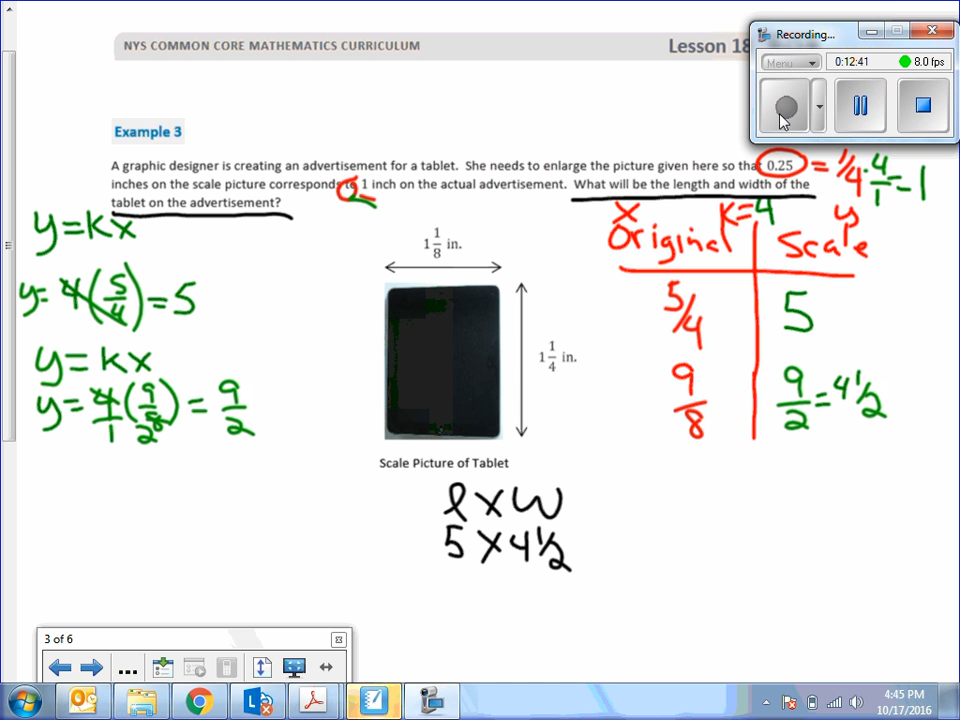 NYS COMMON CORE MATHEMATICS CURRICULUM
Lesson 18
Recording...
Menu
0:12:41
8.0 fps
Example 3
A graphic designer is creating an advertisement for a tablet. She needs to enlarge the picture given here so that 0.25
inches on the scale picture corresponds to 1 inch on the actual advertisement. What will be the length and width of the
tablet on the advertisement?
= 1/4 · 4/1 = 1
y = kx
y = 4(5/4) = 5
y = kx
y = 4/1(9/8) = 9/2
2
1 1/8 in.
1 1/4 in.
Scale Picture of Tablet
x k=4 y
Original Scale
5/4 5
9/8 9/2 = 4 1/2
l x w
5 x 4 1/2
3 of 6
4:45 PM
10/17/2016